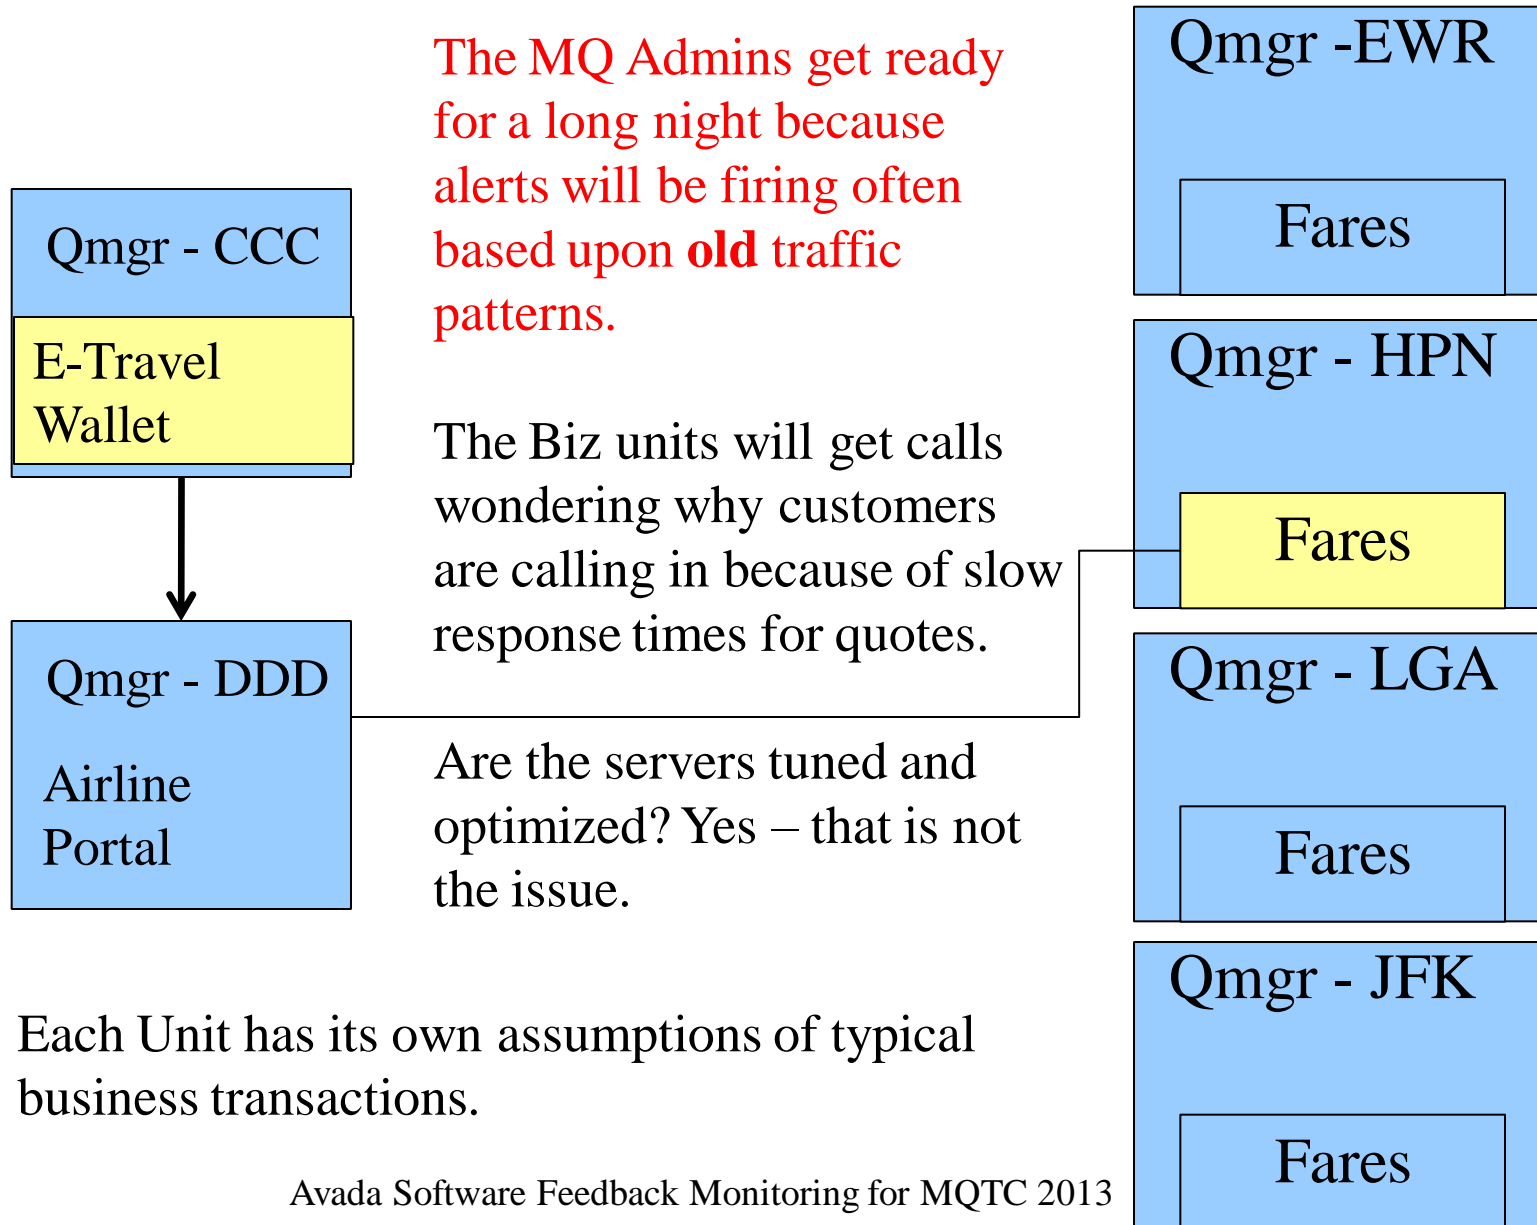 The MQ Admins get ready
for a long night because
alerts will be firing often
based upon old traffic
patterns.
Qmgr - CCC
E-Travel
Wallet
The Biz units will get calls
wondering why customers
are calling in because of slow
response times for quotes.
Qmgr - DDD
Airline
Portal
Are the servers tuned and
optimized? Yes – that is not
the issue.
Each Unit has its own assumptions of typical
business transactions.
Qmgr -EWR
Fares
Qmgr - HPN
Fares
Qmgr - LGA
Fares
Qmgr - JFK
Fares
Avada Software Feedback Monitoring for MQTC 2013